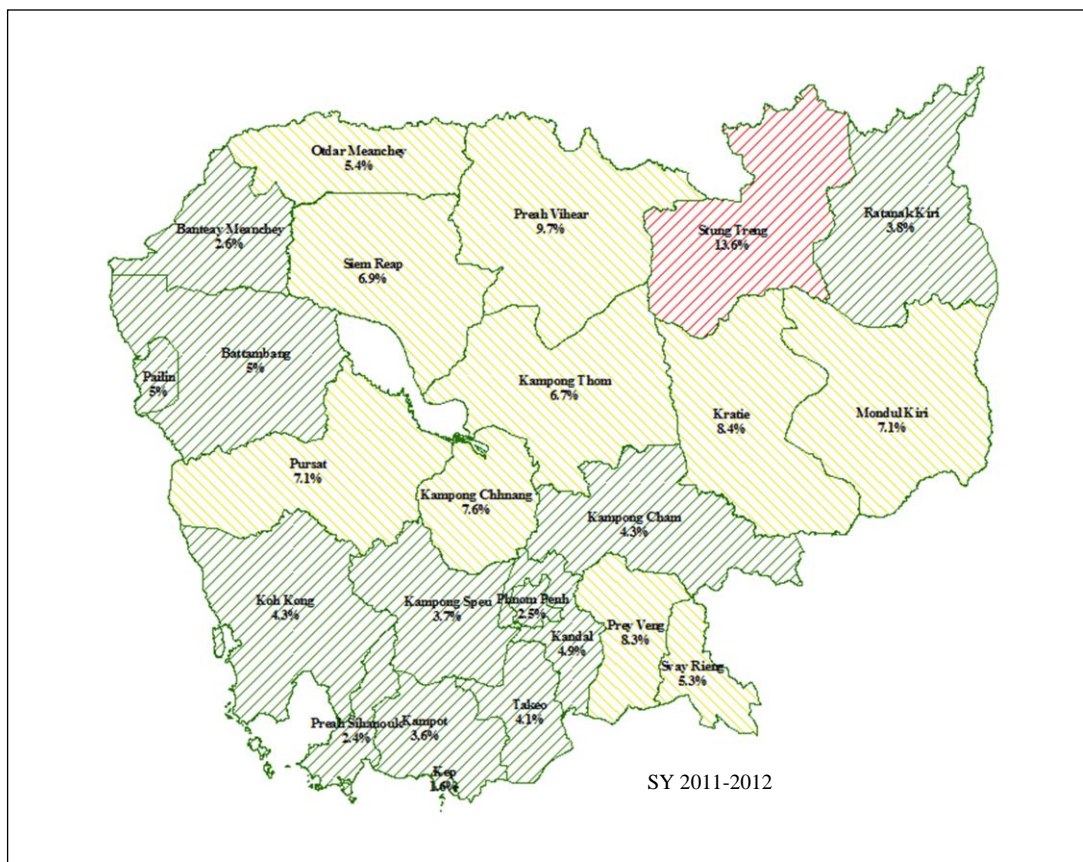 Otdar Meanchey
5.4%
Preah Vihear
9.7%
Stung Treng
13.6%
Ratanak Kiri
3.8%
Banteay Meanchey
2.6%
Siem Reap
6.9%
Battambang
5%
Pailin
5%
Kampong Thom
6.7%
Kratie
8.4%
Mondul Kiri
7.1%
Pursat
7.1%
Kampong Chhnang
7.6%
Kampong Cham
4.3%
Koh Kong
4.3%
Kampong Speu
3.7%
Phnom Penh
2.5%
Kandal
4.9%
Prey Veng
8.3%
Svay Rieng
5.3%
Takeo
4.1%
Preah Sihanouk
2.4%
Kampot
3.6%
Kep
1.6%
SY 2011-2012